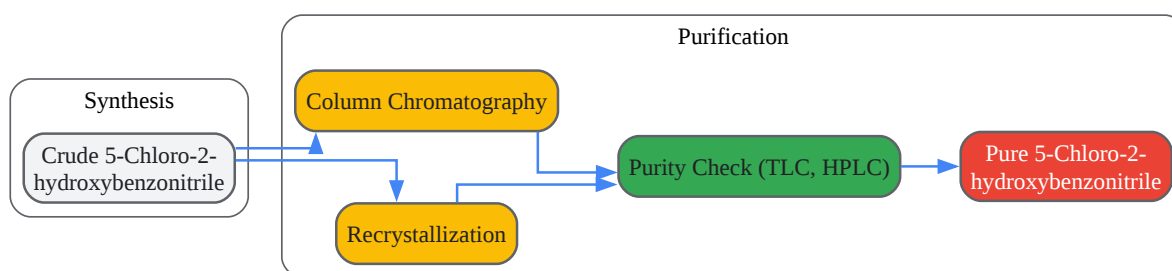 Purification
Synthesis
Column Chromatography
Crude 5-Chloro-2-
hydroxybenzonitrile
Purity Check (TLC, HPLC)
Pure 5-Chloro-2-
hydroxybenzonitrile
Recrystallization